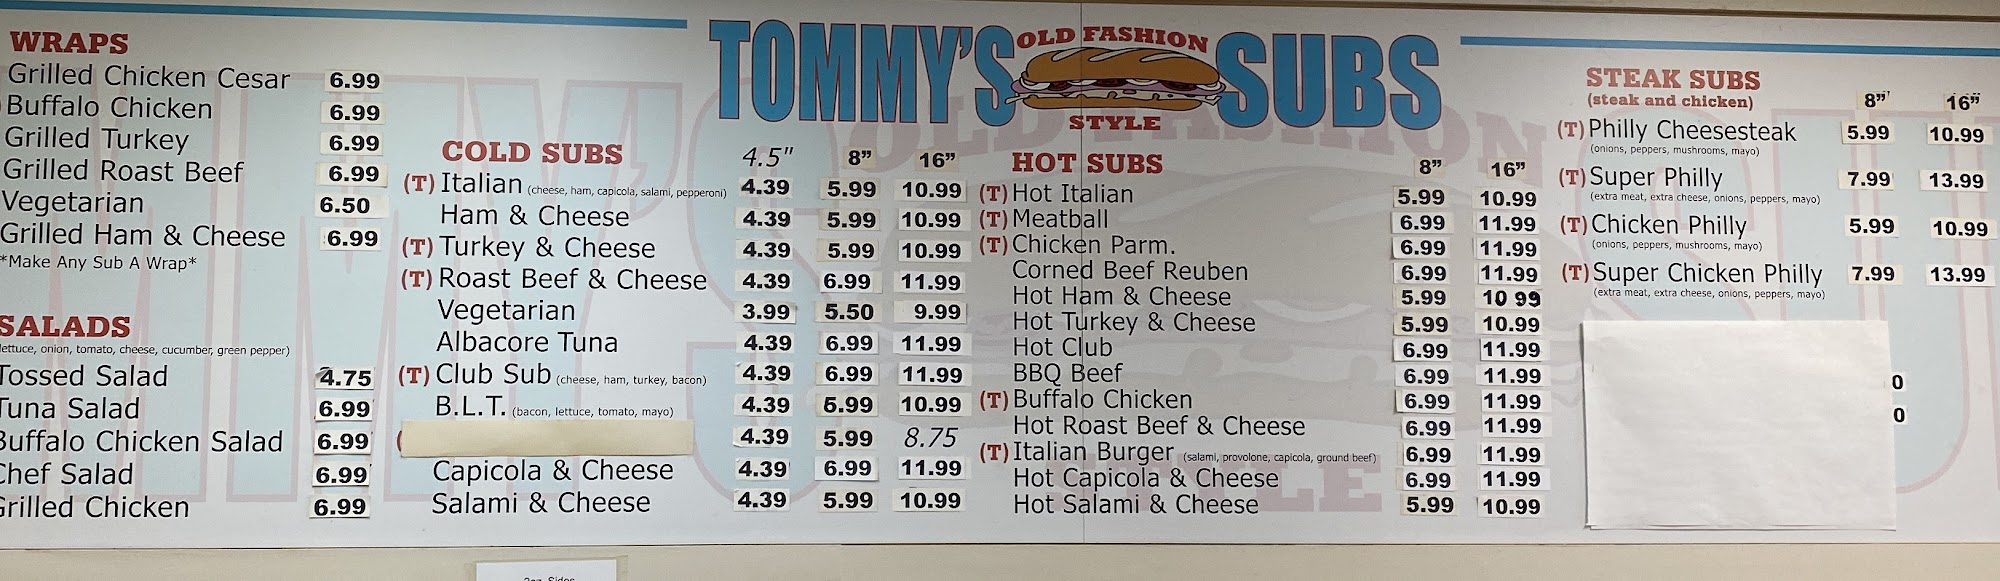 TOMMY'S OLD FASHION STYLE SUBS
WRAPS
Grilled Chicken Cesar 6.99
Buffalo Chicken 6.99
Grilled Turkey 6.99
Grilled Roast Beef 6.99
Vegetarian 6.50
Grilled Ham & Cheese 6.99
*Make Any Sub A Wrap*
SALADS
lettuce, onion, tomato, cheese, cucumber, green pepper)
Tossed Salad 4.75
Tuna Salad 6.99
Buffalo Chicken Salad 6.99
Chef Salad 6.99
Grilled Chicken 6.99
COLD SUBS 4.5" 8" 16"
(T) Italian (cheese, ham, capicola, salami, pepperoni) 4.39 5.99 10.99
Ham & Cheese 4.39 5.99 10.99
(T) Turkey & Cheese 4.39 5.99 10.99
(T) Roast Beef & Cheese 4.39 6.99 11.99
Vegetarian 3.99 5.50 9.99
Albacore Tuna 4.39 6.99 11.99
(T) Club Sub (cheese, ham, turkey, bacon) 4.39 6.99 11.99
B.L.T. (bacon, lettuce, tomato, mayo) 4.39 5.99 10.99
( 4.39 5.99 8.75
Capicola & Cheese 4.39 6.99 11.99
Salami & Cheese 4.39 5.99 10.99
HOT SUBS 8" 16"
(T) Hot Italian 5.99 10.99
(T) Meatball 6.99 11.99
(T) Chicken Parm. 6.99 11.99
Corned Beef Reuben 6.99 11.99
Hot Ham & Cheese 5.99 10 99
Hot Turkey & Cheese 5.99 10.99
Hot Club 6.99 11.99
BBQ Beef 6.99 11.99
(T) Buffalo Chicken 6.99 11.99
Hot Roast Beef & Cheese 6.99 11.99
(T) Italian Burger (salami, provolone, capicola, ground beef) 6.99 11.99
Hot Capicola & Cheese 6.99 11.99
Hot Salami & Cheese 5.99 10.99
STEAK SUBS
(steak and chicken) 8" 16"
(T) Philly Cheesesteak 5.99 10.99
(onions, peppers, mushrooms, mayo)
(T) Super Philly 7.99 13.99
(extra meat, extra cheese, onions, peppers, mayo)
(T) Chicken Philly 5.99 10.99
(onions, peppers, mushrooms, mayo)
(T) Super Chicken Philly 7.99 13.99
(extra meat, extra cheese, onions, peppers, mayo)
0
0